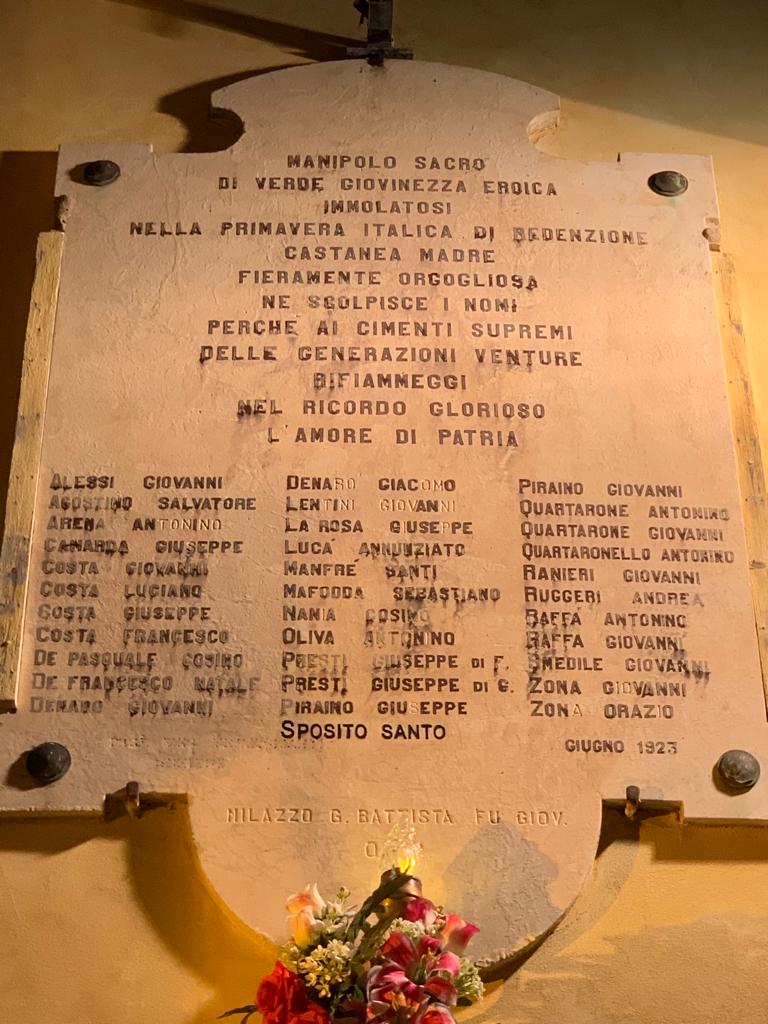 MANIPOLO SACRO
DI VERDE GIOVINEZZA EROICA
IMMOLATOSI
NELLA PRIMAVERA ITALICA DI REDENZIONE
CASTANEA MADRE
FIERAMENTE ORGOGLIOSA
NE SCOLPISCE I NOMI
PERCHE AI CIMENTI SUPREMI
DELLE GENERAZIONI VENTURE
RIFIAMMEGGI
NEL RICORDO GLORIOSO
L'AMORE DI PATRIA
ALESSI GIOVANNI
AGOSTINO SALVATORE
ARENA ANTONINO
CAMARDA GIUSEPPE
COSTA GIOVANNI
COSTA LUCIANO
COSTA GIUSEPPE
COSTA FRANCESCO
DE PASQUALE COSIMO
DE FRANCESCO NATALE
DENARO GIOVANNI
DENARO GIACOMO
LENTINI GIOVANNI
LA ROSA GIUSEPPE
LUCA' ANNUNZIATO
MANFRE' SANTI
MAFODDA SEBASTIANO
NANIA COSIMO
OLIVA ANTONINO
PRESTI GIUSEPPE DI F.
PRESTI GIUSEPPE DI G.
PIRAINO GIUSEPPE
SPOSITO SANTO
PIRAINO GIOVANNI
QUARTARONE ANTONINO
QUARTARONE GIOVANNI
QUARTARONELLO ANTONINO
RANIERI GIOVANNI
RUGGERI ANDREA
RAFFA ANTONINO
RAFFA GIOVANNI
SMEDILE GIOVANNI
ZONA GIOVANNI
ZONA ORAZIO
GIUGNO 1923
MILAZZO G. BATTISTA FU GIOV.